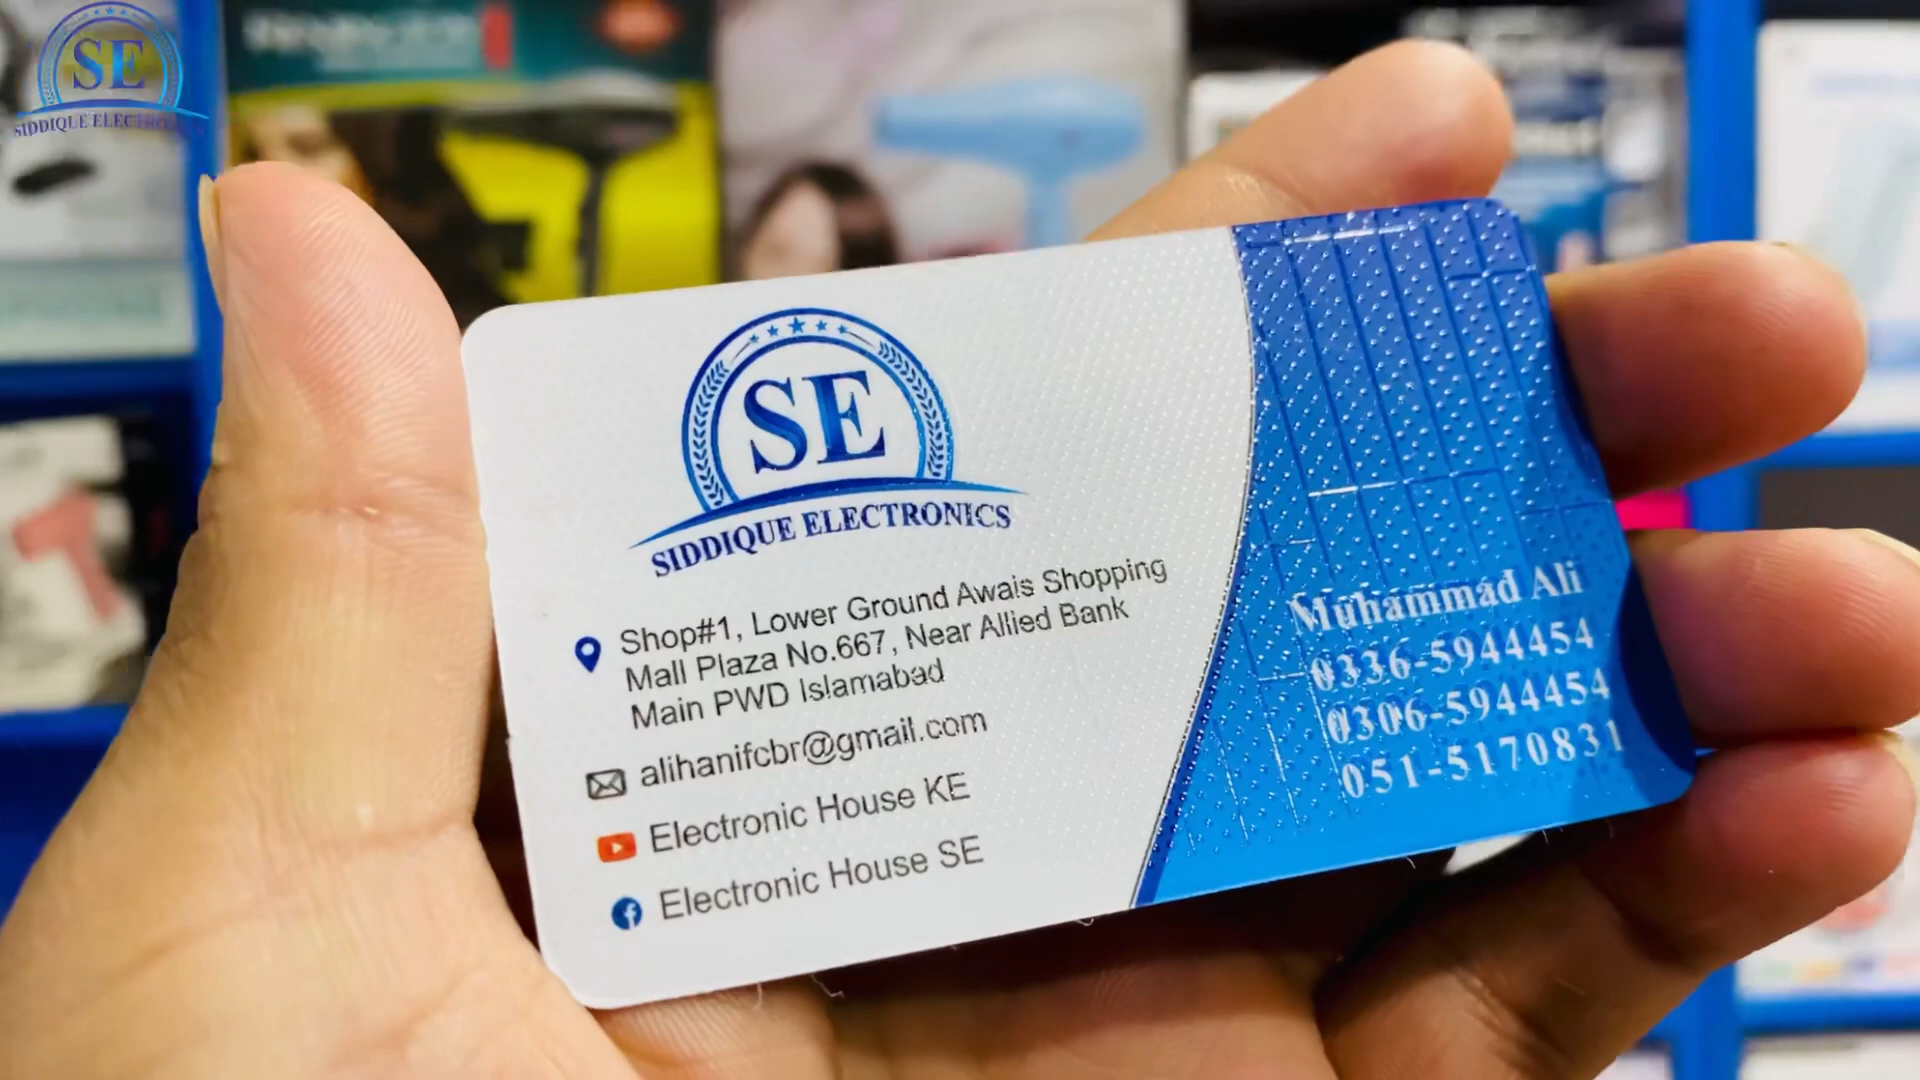 SE
SIDDIQUE ELECTRONICS
SE
SIDDIQUE ELECTRONICS
Shop#1, Lower Ground Awais Shopping
Mall Plaza No.667, Near Allied Bank
Main PWD Islamabad
alihanifcbr@gmail.com
Electronic House KE
Electronic House SE
Muhammad Ali
0336-5944454
0306-5944454
051-5170831